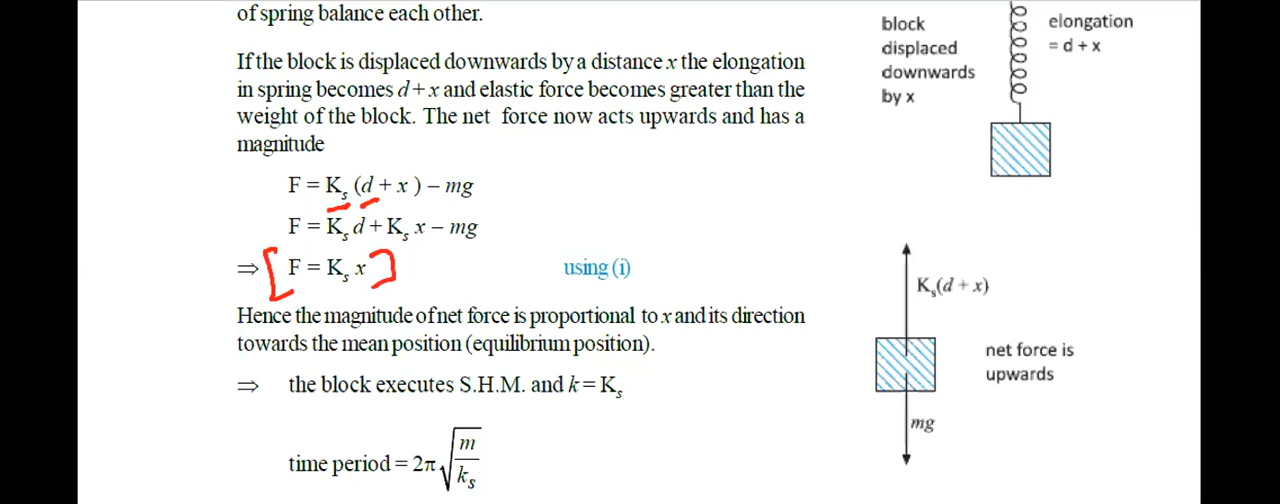 of spring balance each other.
If the block is displaced downwards by a distance x the elongation
in spring becomes d + x and elastic force becomes greater than the
weight of the block. The net force now acts upwards and has a
magnitude
F = Kₛ (d + x ) – mg
F = Kₛ d + Kₛ x – mg
⇒ [ F = Kₛ x ] using (i)
Hence the magnitude of net force is proportional to x and its direction
towards the mean position (equilibrium position).
⇒ the block executes S.H.M. and k = Kₛ
time period = 2π√(m/kₛ)
block
displaced
downwards
by x
elongation
= d + x
Kₛ(d + x)
net force is
upwards
mg